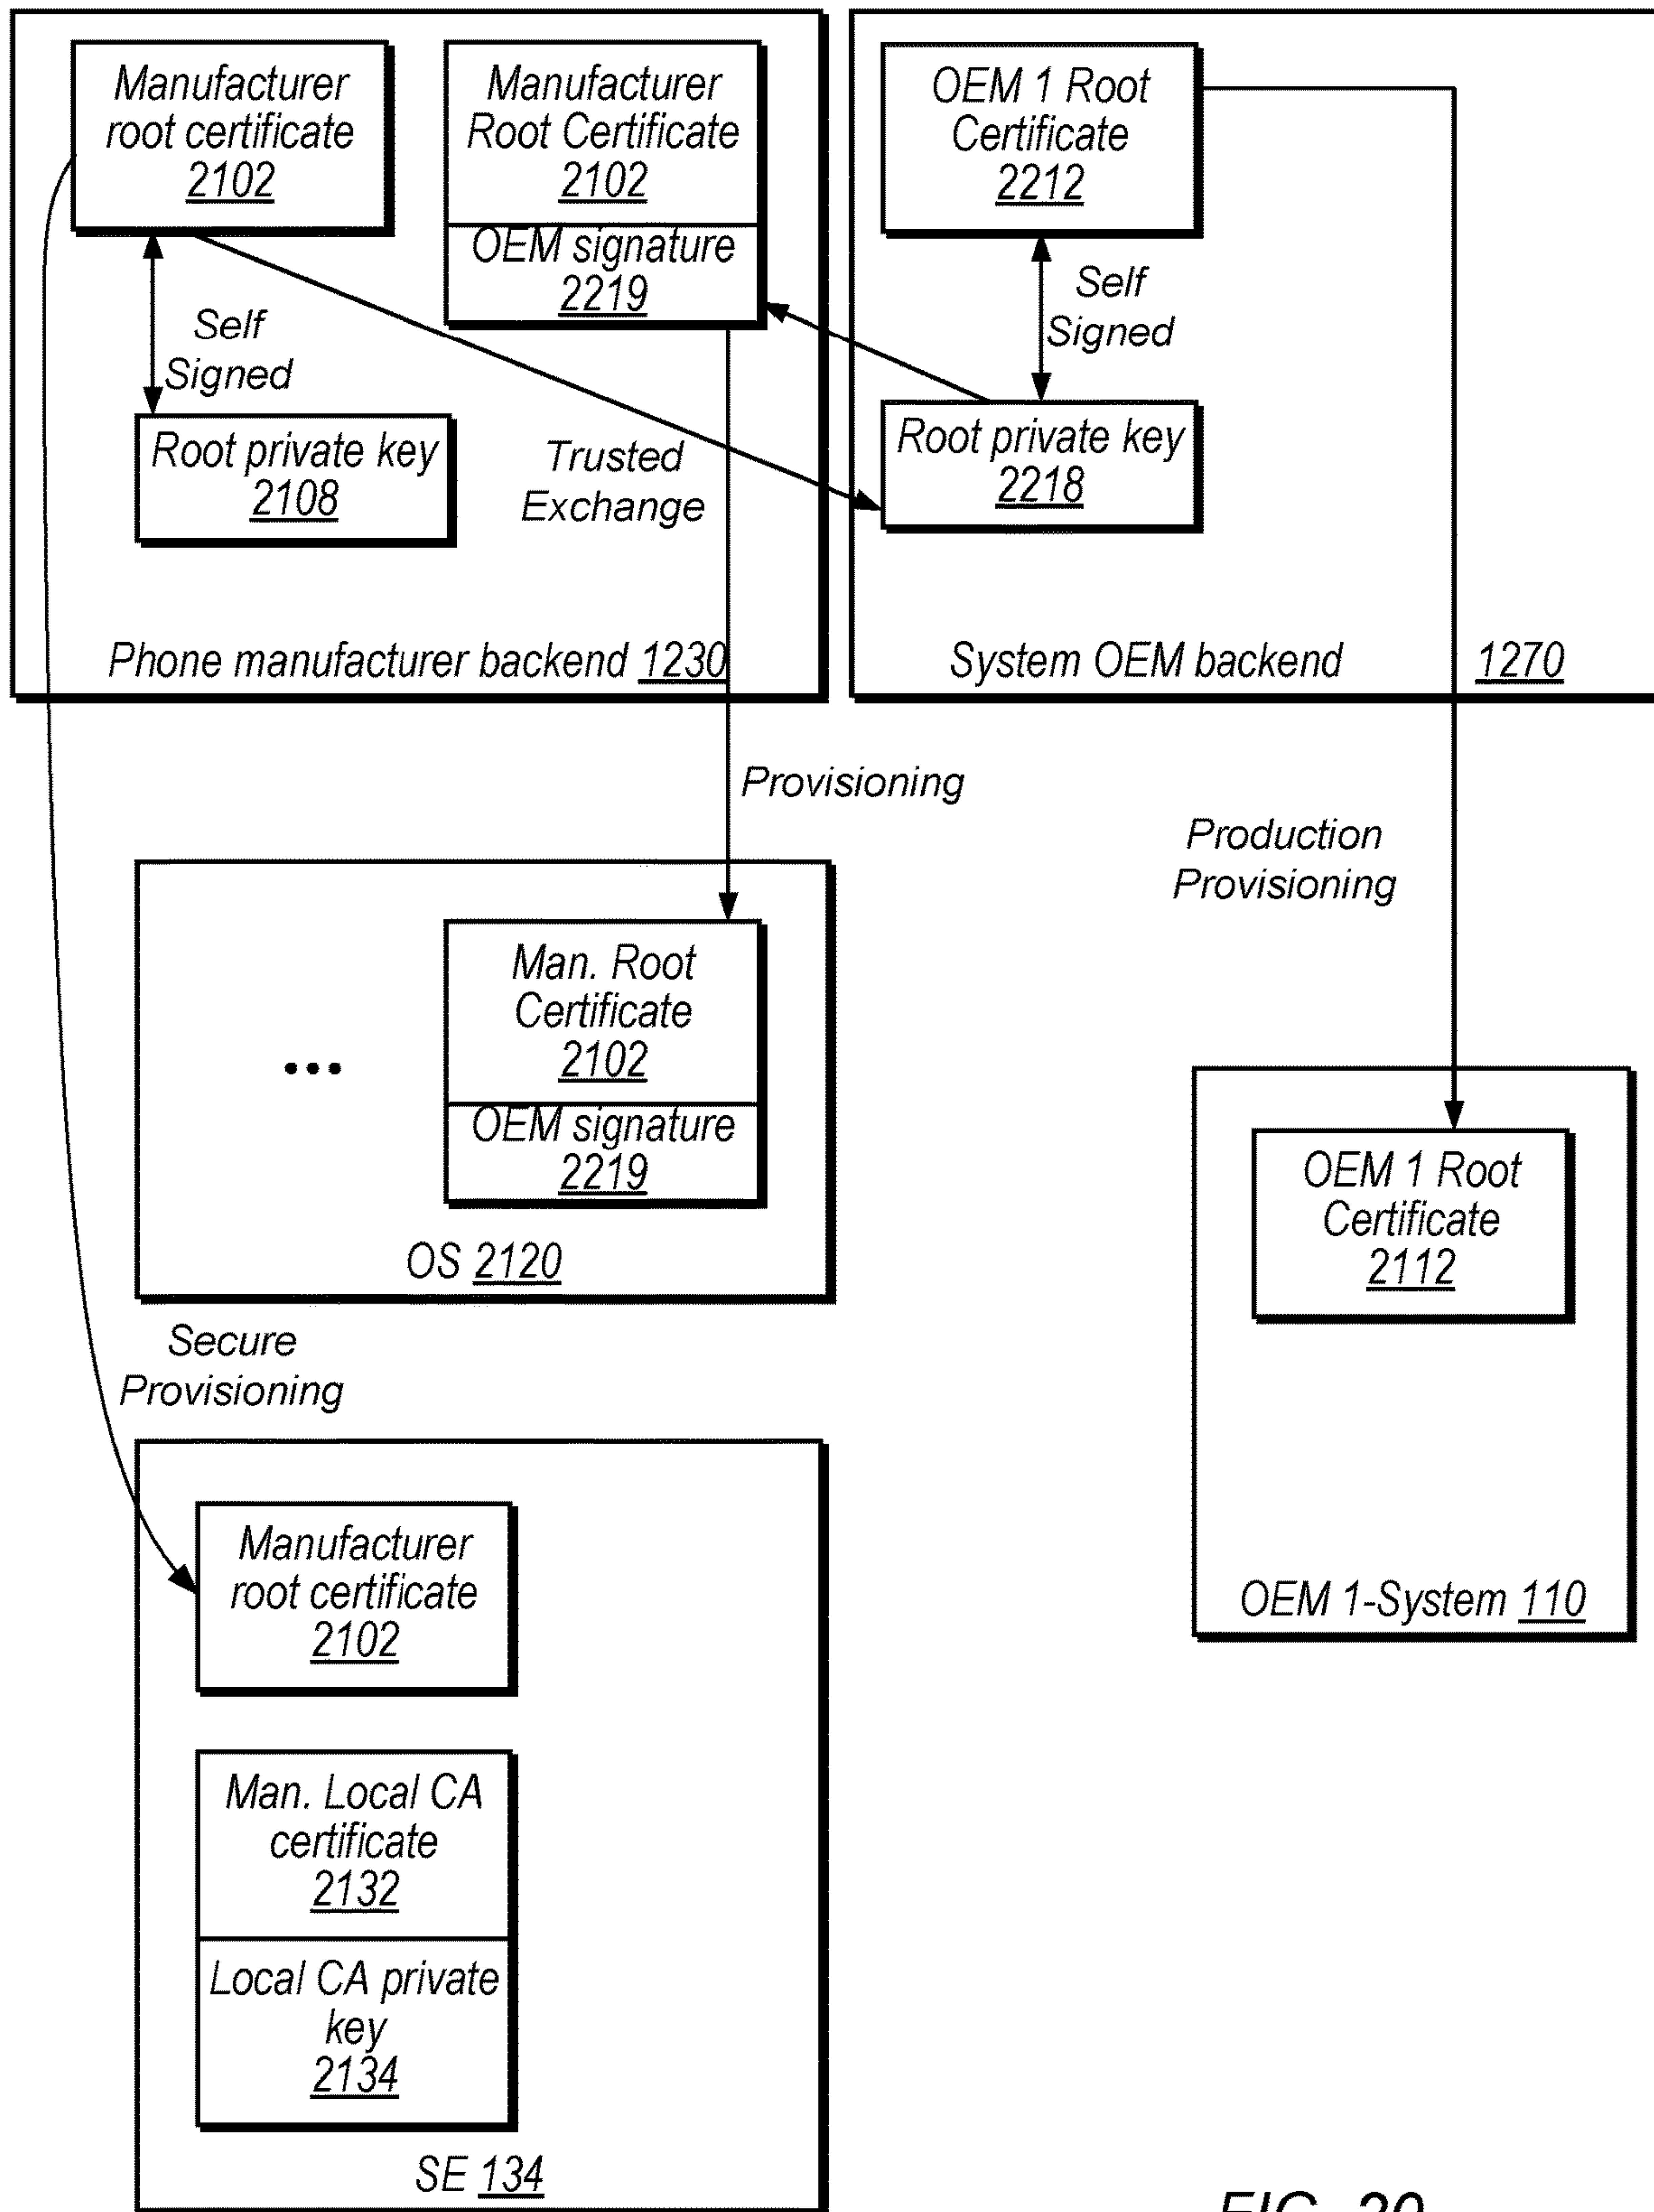 Manufacturer
root certificate
2102
Manufacturer
Root Certificate
2102
OEM signature
2219
OEM 1 Root
Certificate
2212
Self
Signed
Self
Signed
Root private key
2108
Trusted
Exchange
Root private key
2218
Phone manufacturer backend 1230
System OEM backend 1270
Provisioning
Production
Provisioning
Man. Root
Certificate
2102
OEM signature
2219
...
OS 2120
OEM 1 Root
Certificate
2112
OEM 1-System 110
Secure
Provisioning
Manufacturer
root certificate
2102
Man. Local CA
certificate
2132
Local CA private
key
2134
SE 134